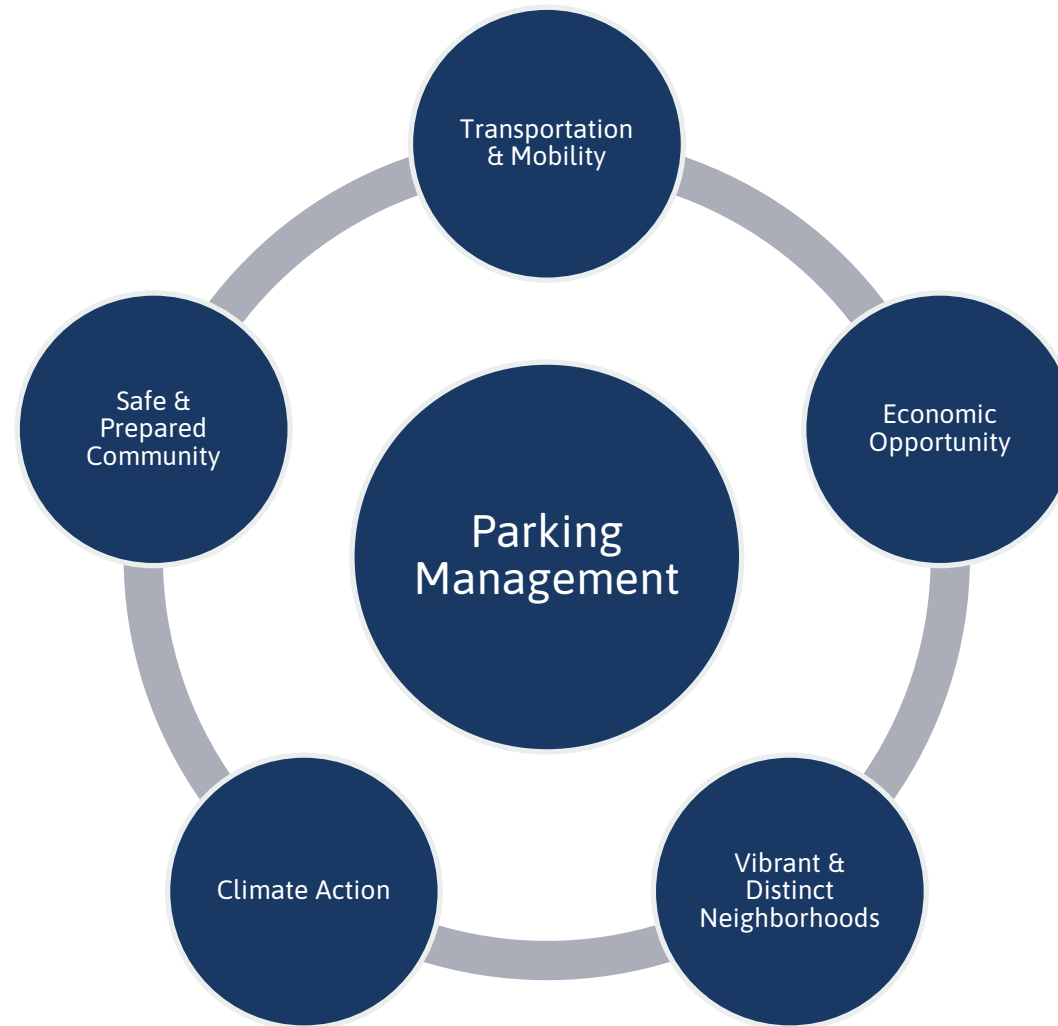 Transportation
& Mobility
Economic
Opportunity
Vibrant &
Distinct
Neighborhoods
Climate Action
Safe &
Prepared
Community
Parking
Management